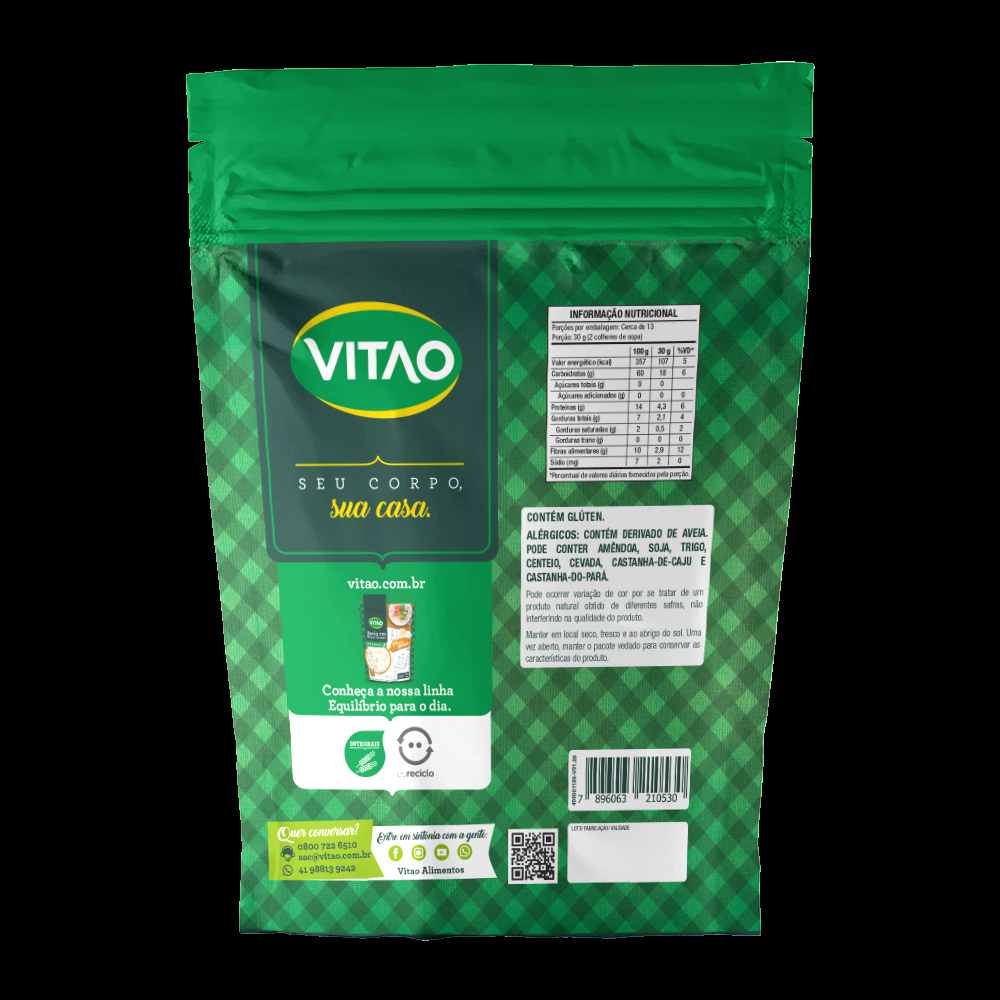 VITAO
SEU CORPO,
sua casa.
vitao.com.br
VITAO
Conheça a nossa linha
Equilíbrio para o dia.
INTEGRAIS
eureciclo
Quer conversar?
0800 722 6510
sac@vitao.com.br
41 98813 9242
Entre em sintonia com a gente:
Vitao Alimentos
INFORMAÇÃO NUTRICIONAL
Porções por embalagem: Cerca de 13
Porção: 30 g (2 colheres de sopa)
100 g 30 g %VD*
Valor energético (kcal) 357 107 5
Carboidratos (g) 60 18 6
Açúcares totais (g) 0 0
Açúcares adicionados (g) 0 0 0
Proteínas (g) 14 4,3 6
Gorduras totais (g) 7 2,1 4
Gorduras saturadas (g) 2 0,5 2
Gorduras trans (g) 0 0 0
Fibras alimentares (g) 10 2,9 12
Sódio (mg) 7 2 0
*Percentual de valores diários fornecidos pela porção.
CONTÉM GLÚTEN.
ALÉRGICOS: CONTÉM DERIVADO DE AVEIA.
PODE CONTER AMÊNDOA, SOJA, TRIGO,
CENTEIO, CEVADA, CASTANHA-DE-CAJU E
CASTANHA-DO-PARÁ.
Pode ocorrer variação de cor por se tratar de um
produto natural obtido de diferentes safras, não
interferindo na qualidade do produto.
Manter em local seco, fresco e ao abrigo do sol. Uma
vez aberto, manter o pacote vedado para conservar as
características do produto.
7 896063 210530
LOTE/ FABRICAÇÃO/ VALIDADE